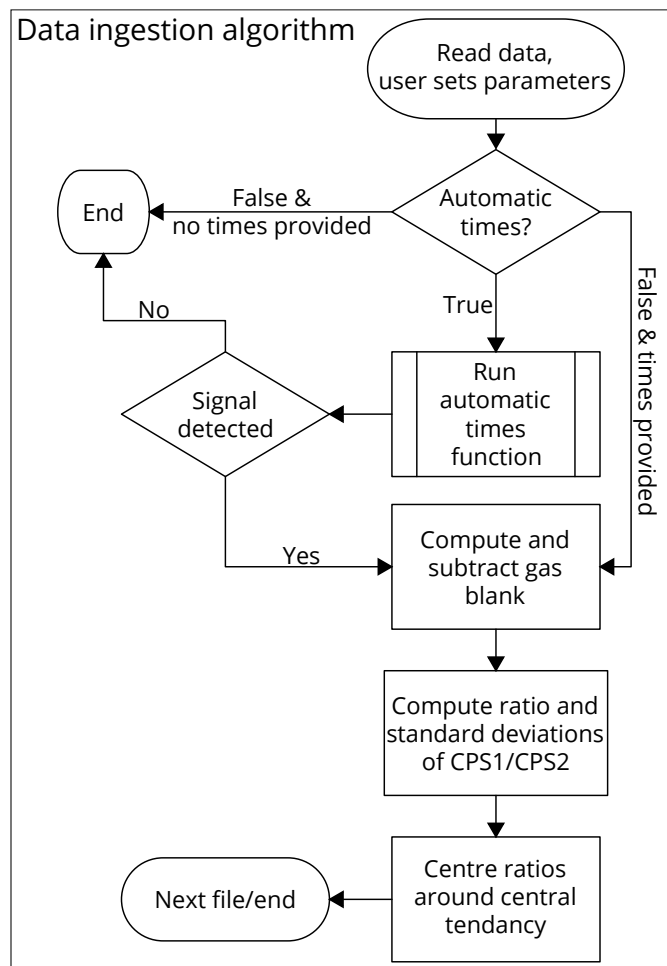 Data ingestion algorithm
Read data,
user sets parameters
Automatic
times?
False &
no times provided
End
True
False & times provided
No
Run
automatic
times
function
Signal
detected
Yes
Compute and
subtract gas
blank
Compute ratio and
standard deviations
of CPS1/CPS2
Centre ratios
around central
tendancy
Next file/end